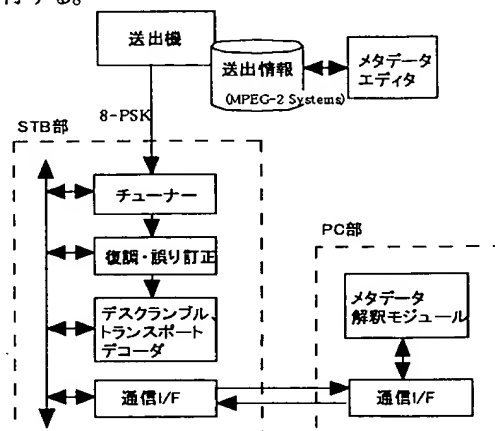 行する。
送出機
送出情報
(MPEG-2 Systems)
メタデータ
エディタ
8-PSK
STB部
チューナー
復調・誤り訂正
デスクランブル、
トランスポート
デコーダ
通信I/F
PC部
メタデータ
解釈モジュール
通信I/F